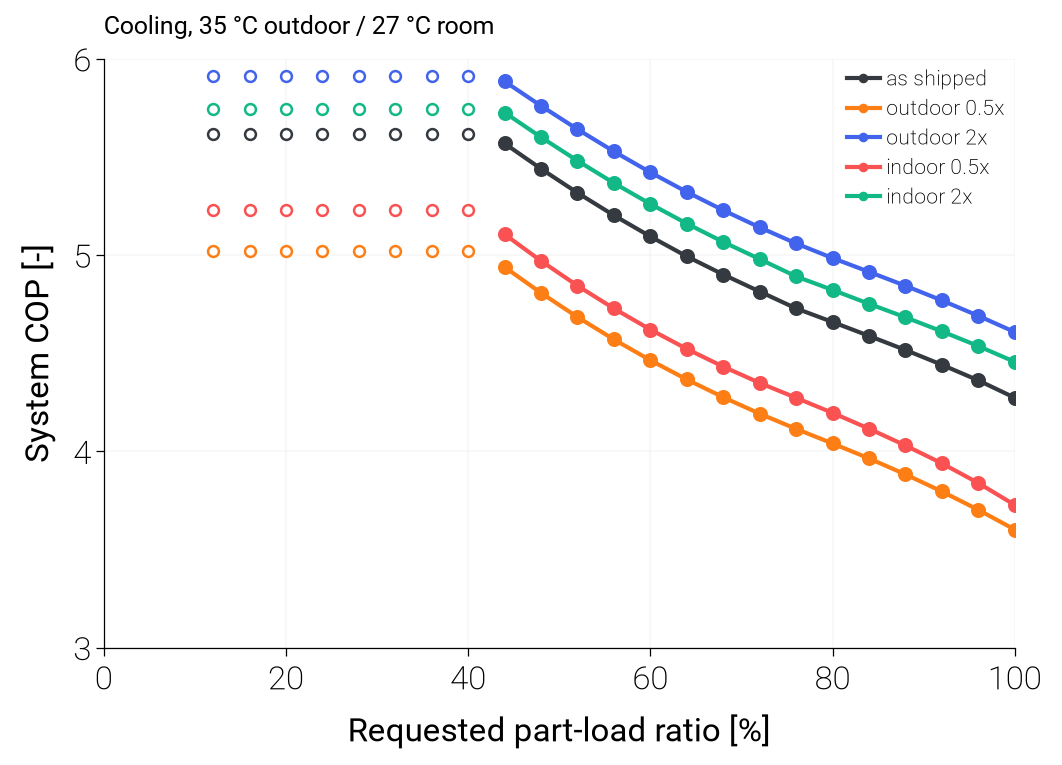 Cooling, 35 °C outdoor / 27 °C room
6
5
4
3
0 20 40 60 80 100
System COP [-]
Requested part-load ratio [%]
as shipped
outdoor 0.5x
outdoor 2x
indoor 0.5x
indoor 2x